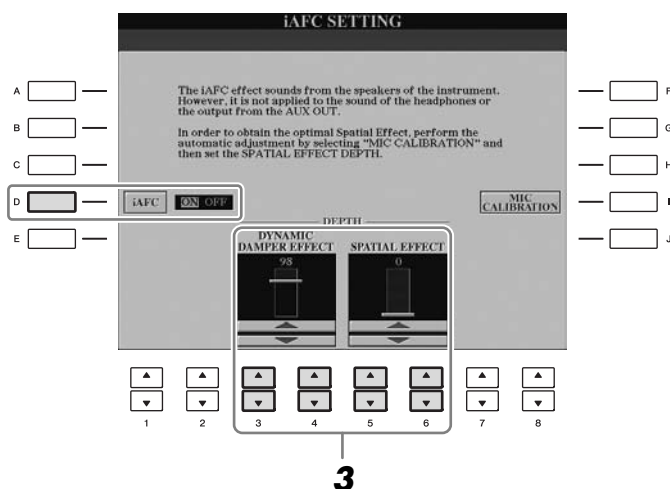 iAFC SETTING
The iAFC effect sounds from the speakers of the instrument.
However, it is not applied to the sound of the headphones or
the output from the AUX OUT.
In order to obtain the optimal Spatial Effect, perform the
automatic adjustment by selecting "MIC CALIBRATION" and
then set the SPATIAL EFFECT DEPTH.
A
B
C
D
E
F
G
H
I
J
iAFC ON OFF
MIC
CALIBRATION
DEPTH
DYNAMIC
DAMPER EFFECT
SPATIAL EFFECT
98
0
1 2 3 4 5 6 7 8
3